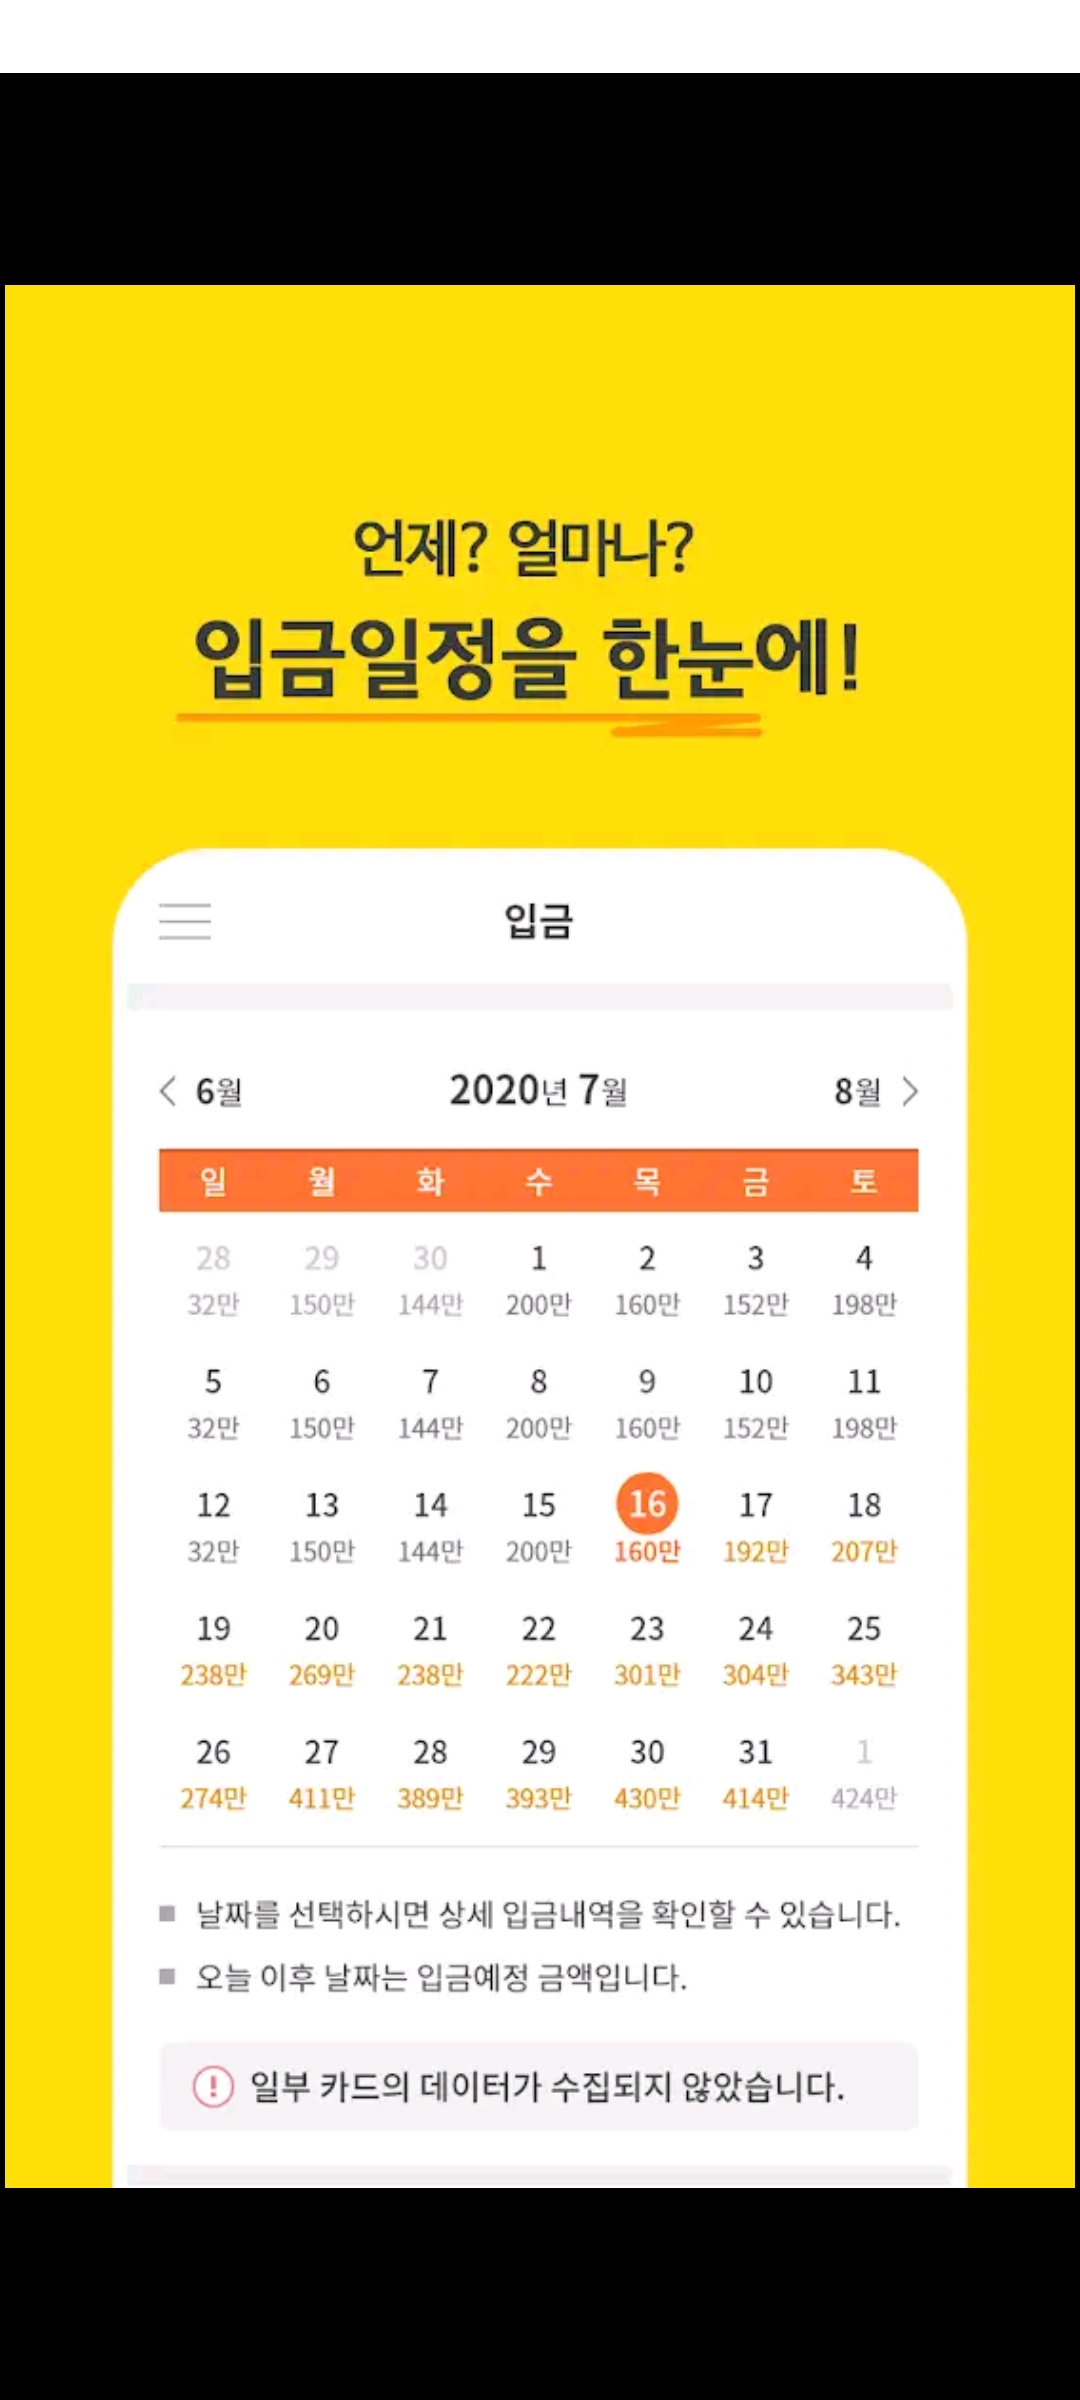 언제? 얼마나?
입금일정을 한눈에!
입금
6월 2020년 7월 8월
일 월 화 수 목 금 토
28 29 30 1 2 3 4
32만 150만 144만 200만 160만 152만 198만
5 6 7 8 9 10 11
32만 150만 144만 200만 160만 152만 198만
12 13 14 15 16 17 18
32만 150만 144만 200만 160만 192만 207만
19 20 21 22 23 24 25
238만 269만 238만 222만 301만 304만 343만
26 27 28 29 30 31 1
274만 411만 389만 393만 430만 414만 424만
날짜를 선택하시면 상세 입금내역을 확인할 수 있습니다.
오늘 이후 날짜는 입금예정 금액입니다.
일부 카드의 데이터가 수집되지 않았습니다.